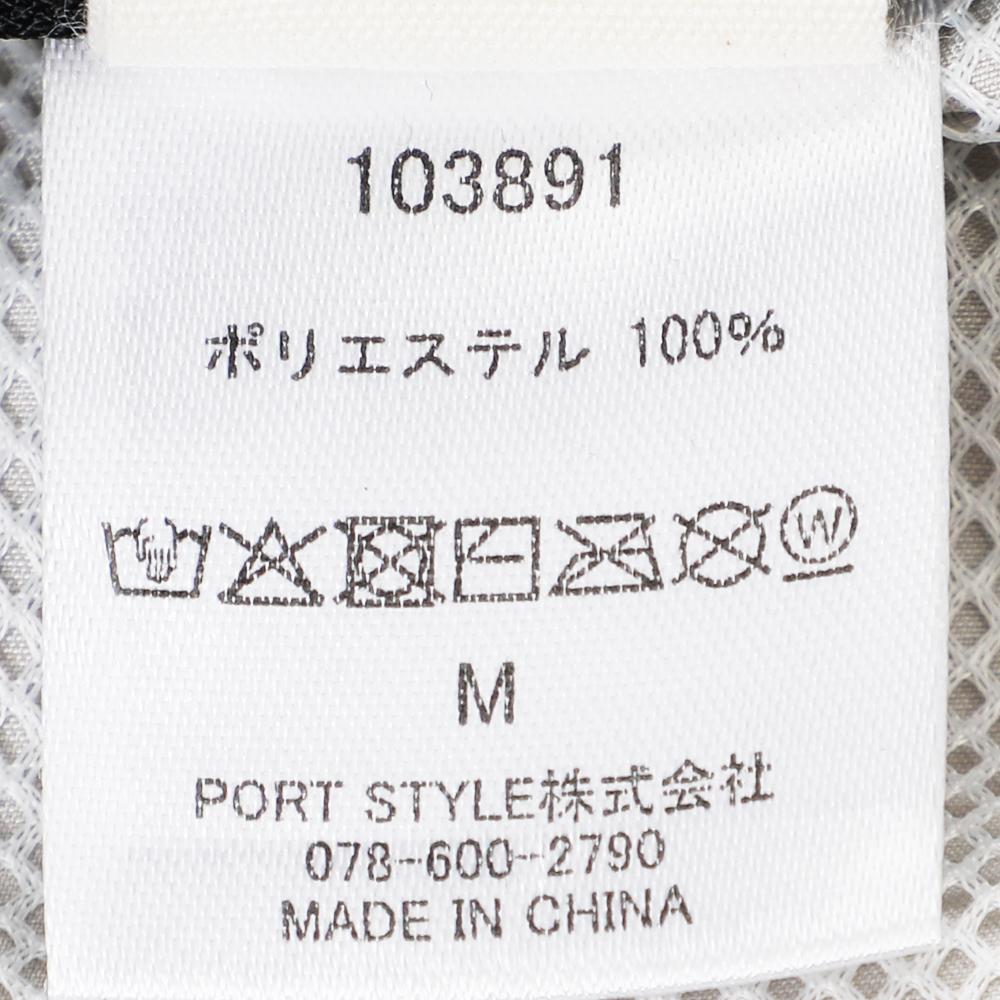 103891
ポリエステル 100%
W
M
PORT STYLE株式会社
078-600-2790
MADE IN CHINA